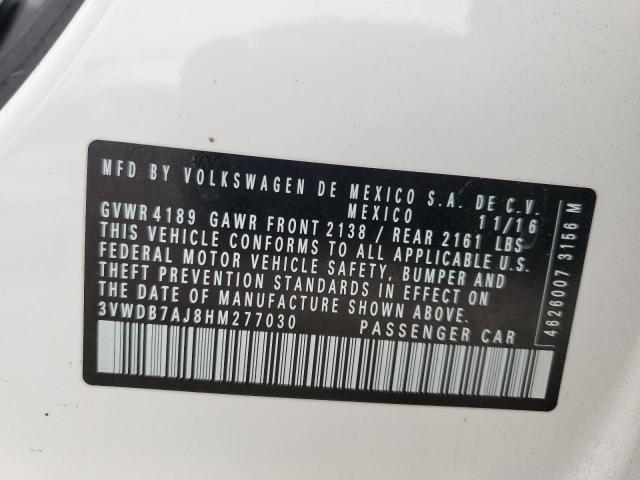 MFD BY VOLKSWAGEN DE MEXICO S.A. DE C.V.
MEXICO 11/16
GVWR 4189 GAWR FRONT 2138 / REAR 2161 LBS
THIS VEHICLE CONFORMS TO ALL APPLICABLE U.S.
FEDERAL MOTOR VEHICLE SAFETY, BUMPER AND
THEFT PREVENTION STANDARDS IN EFFECT ON
THE DATE OF MANUFACTURE SHOWN ABOVE.
3VWDB7AJ8HM277030 PASSENGER CAR
4626007 3156 M